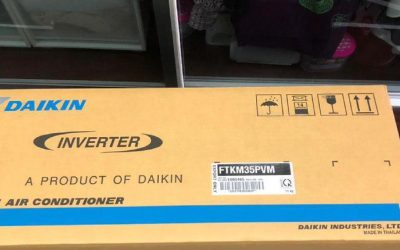 DAIKIN
INVERTER
FTKM35PVM
A PRODUCT OF DAIKIN
AIR CONDITIONER
DAIKIN INDUSTRIES, LTD
MADE IN THAILAND